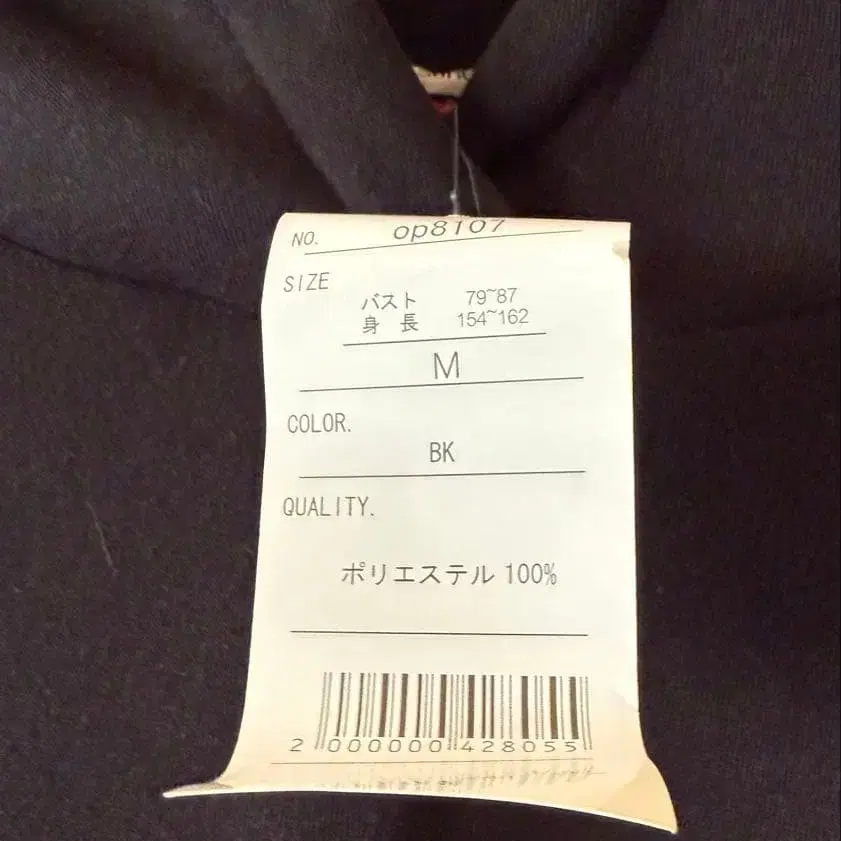 NO. op8107
SIZE
バスト 79~87
身 長 154~162
M
COLOR.
BK
QUALITY.
ポリエステル 100%
2 000000 428055